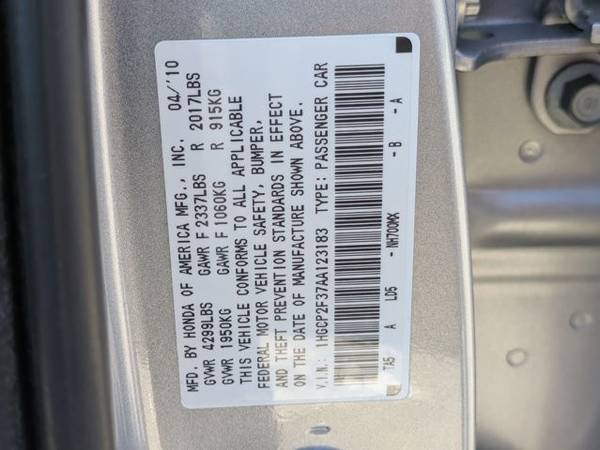 MFD. BY HONDA OF AMERICA MFG., INC. 04/'10
GVWR 4299LBS GAWR F 2337LBS R 2017LBS
GVWR 1950KG GAWR F 1060KG R 915KG
THIS VEHICLE CONFORMS TO ALL APPLICABLE
FEDERAL MOTOR VEHICLE SAFETY, BUMPER,
AND THEFT PREVENTION STANDARDS IN EFFECT
ON THE DATE OF MANUFACTURE SHOWN ABOVE.
V.I.N.: 1HGCP2F37AA123183 TYPE: PASSENGER CAR
TA5 A LD5 - NH700MX - B - A